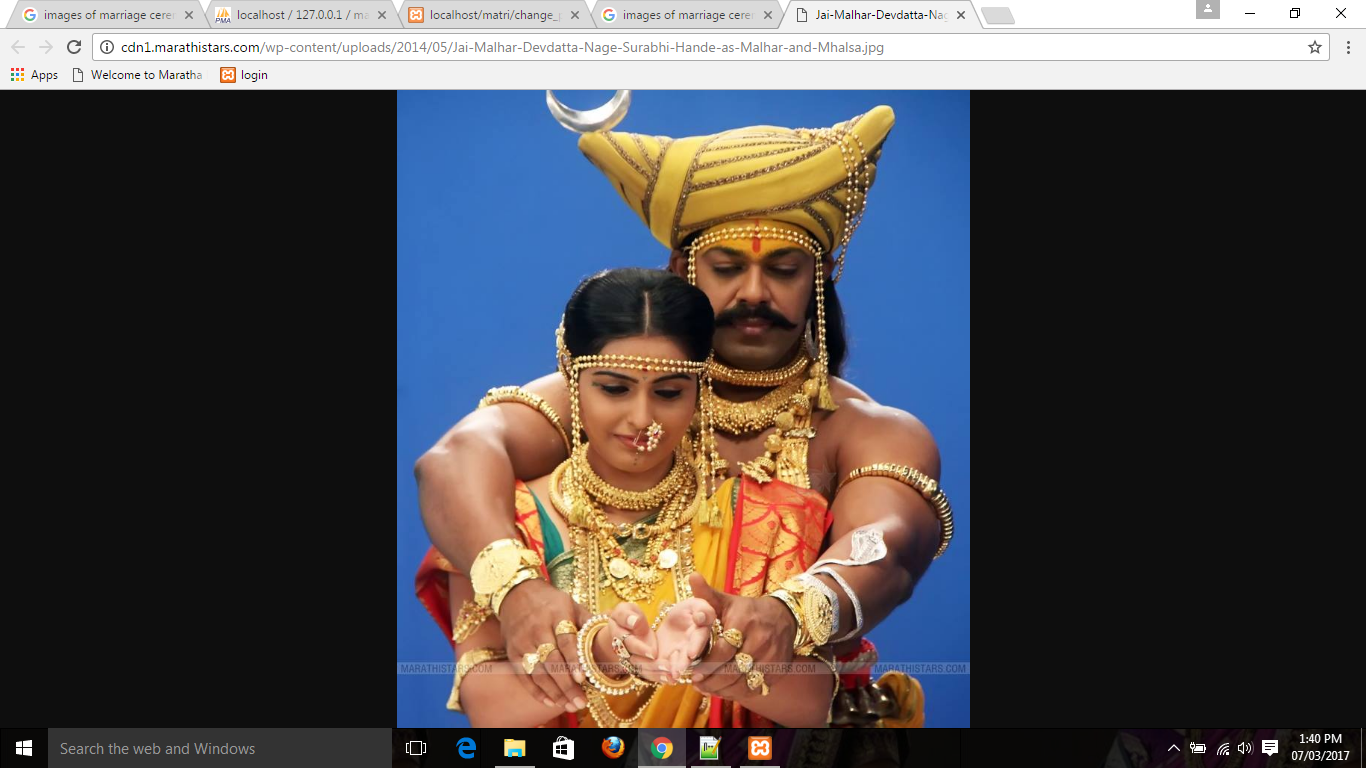 images of marriage cere
localhost / 127.0.0.1 / ma
localhost/matri/change_p
images of marriage cere
Jai-Malhar-Devdatta-Nag
cdn1.marathistars.com/wp-content/uploads/2014/05/Jai-Malhar-Devdatta-Nage-Surabhi-Hande-as-Malhar-and-Mhalsa.jpg
Apps Welcome to Maratha login
MARATHISTARS.COM MARATHISTARS.COM MARATHISTARS.COM
Search the web and Windows
1:40 PM
07/03/2017